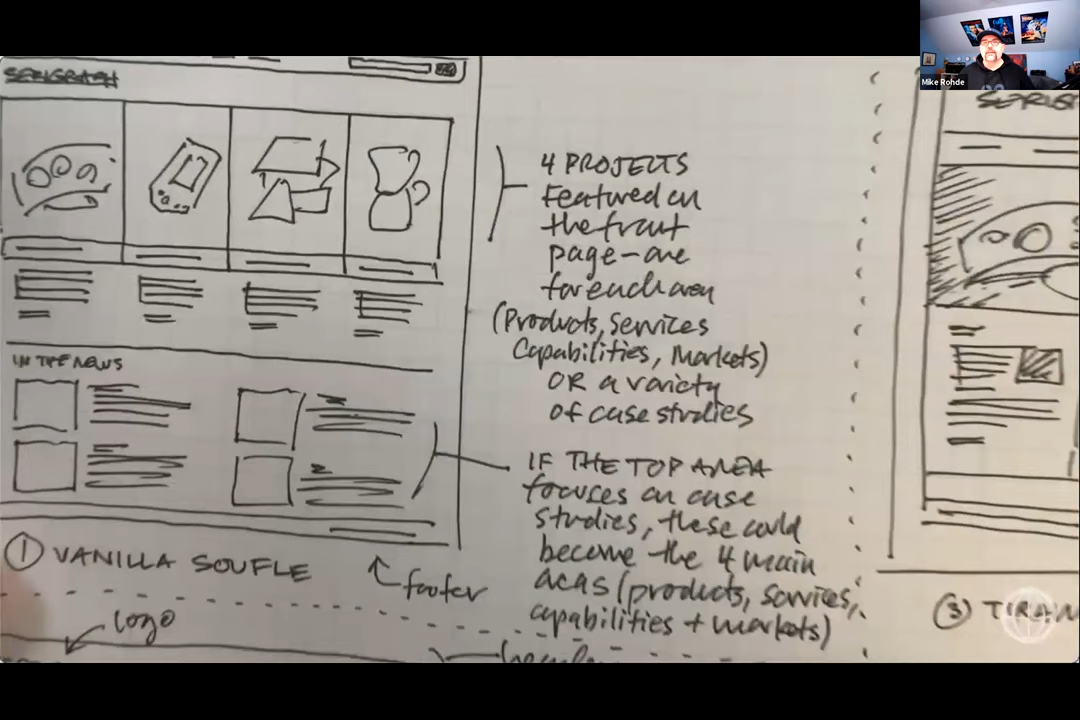 Mike Rohde
SERIGRAPH
4 PROJECTS
Featured on
the front
page - one
for each area
(Products, Services
Capabilities, Markets)
OR a variety
of case studies
IN THE NEWS
IF THE TOP AREA
focuses on case
studies, these could
become the 4 main
aeas (products, services,
capabilities + markets)
① VANILLA SOUFLE
footer
logo
③ TIRAM